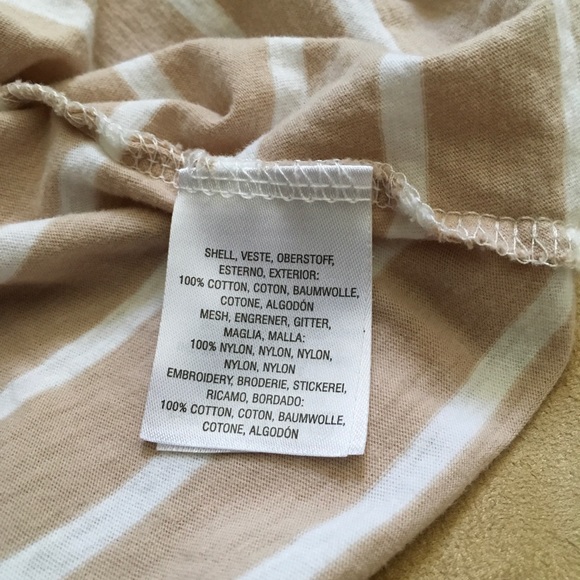 SHELL, VESTE, OBERSTOFF,
ESTERNO, EXTERIOR:
100% COTTON, COTON, BAUMWOLLE,
COTONE, ALGODÓN
MESH, ENGRENER, GITTER,
MAGLIA, MALLA:
100% NYLON, NYLON, NYLON,
NYLON, NYLON
EMBROIDERY, BRODERIE, STICKEREI,
RICAMO, BORDADO:
100% COTTON, COTON, BAUMWOLLE,
COTONE, ALGODÓN